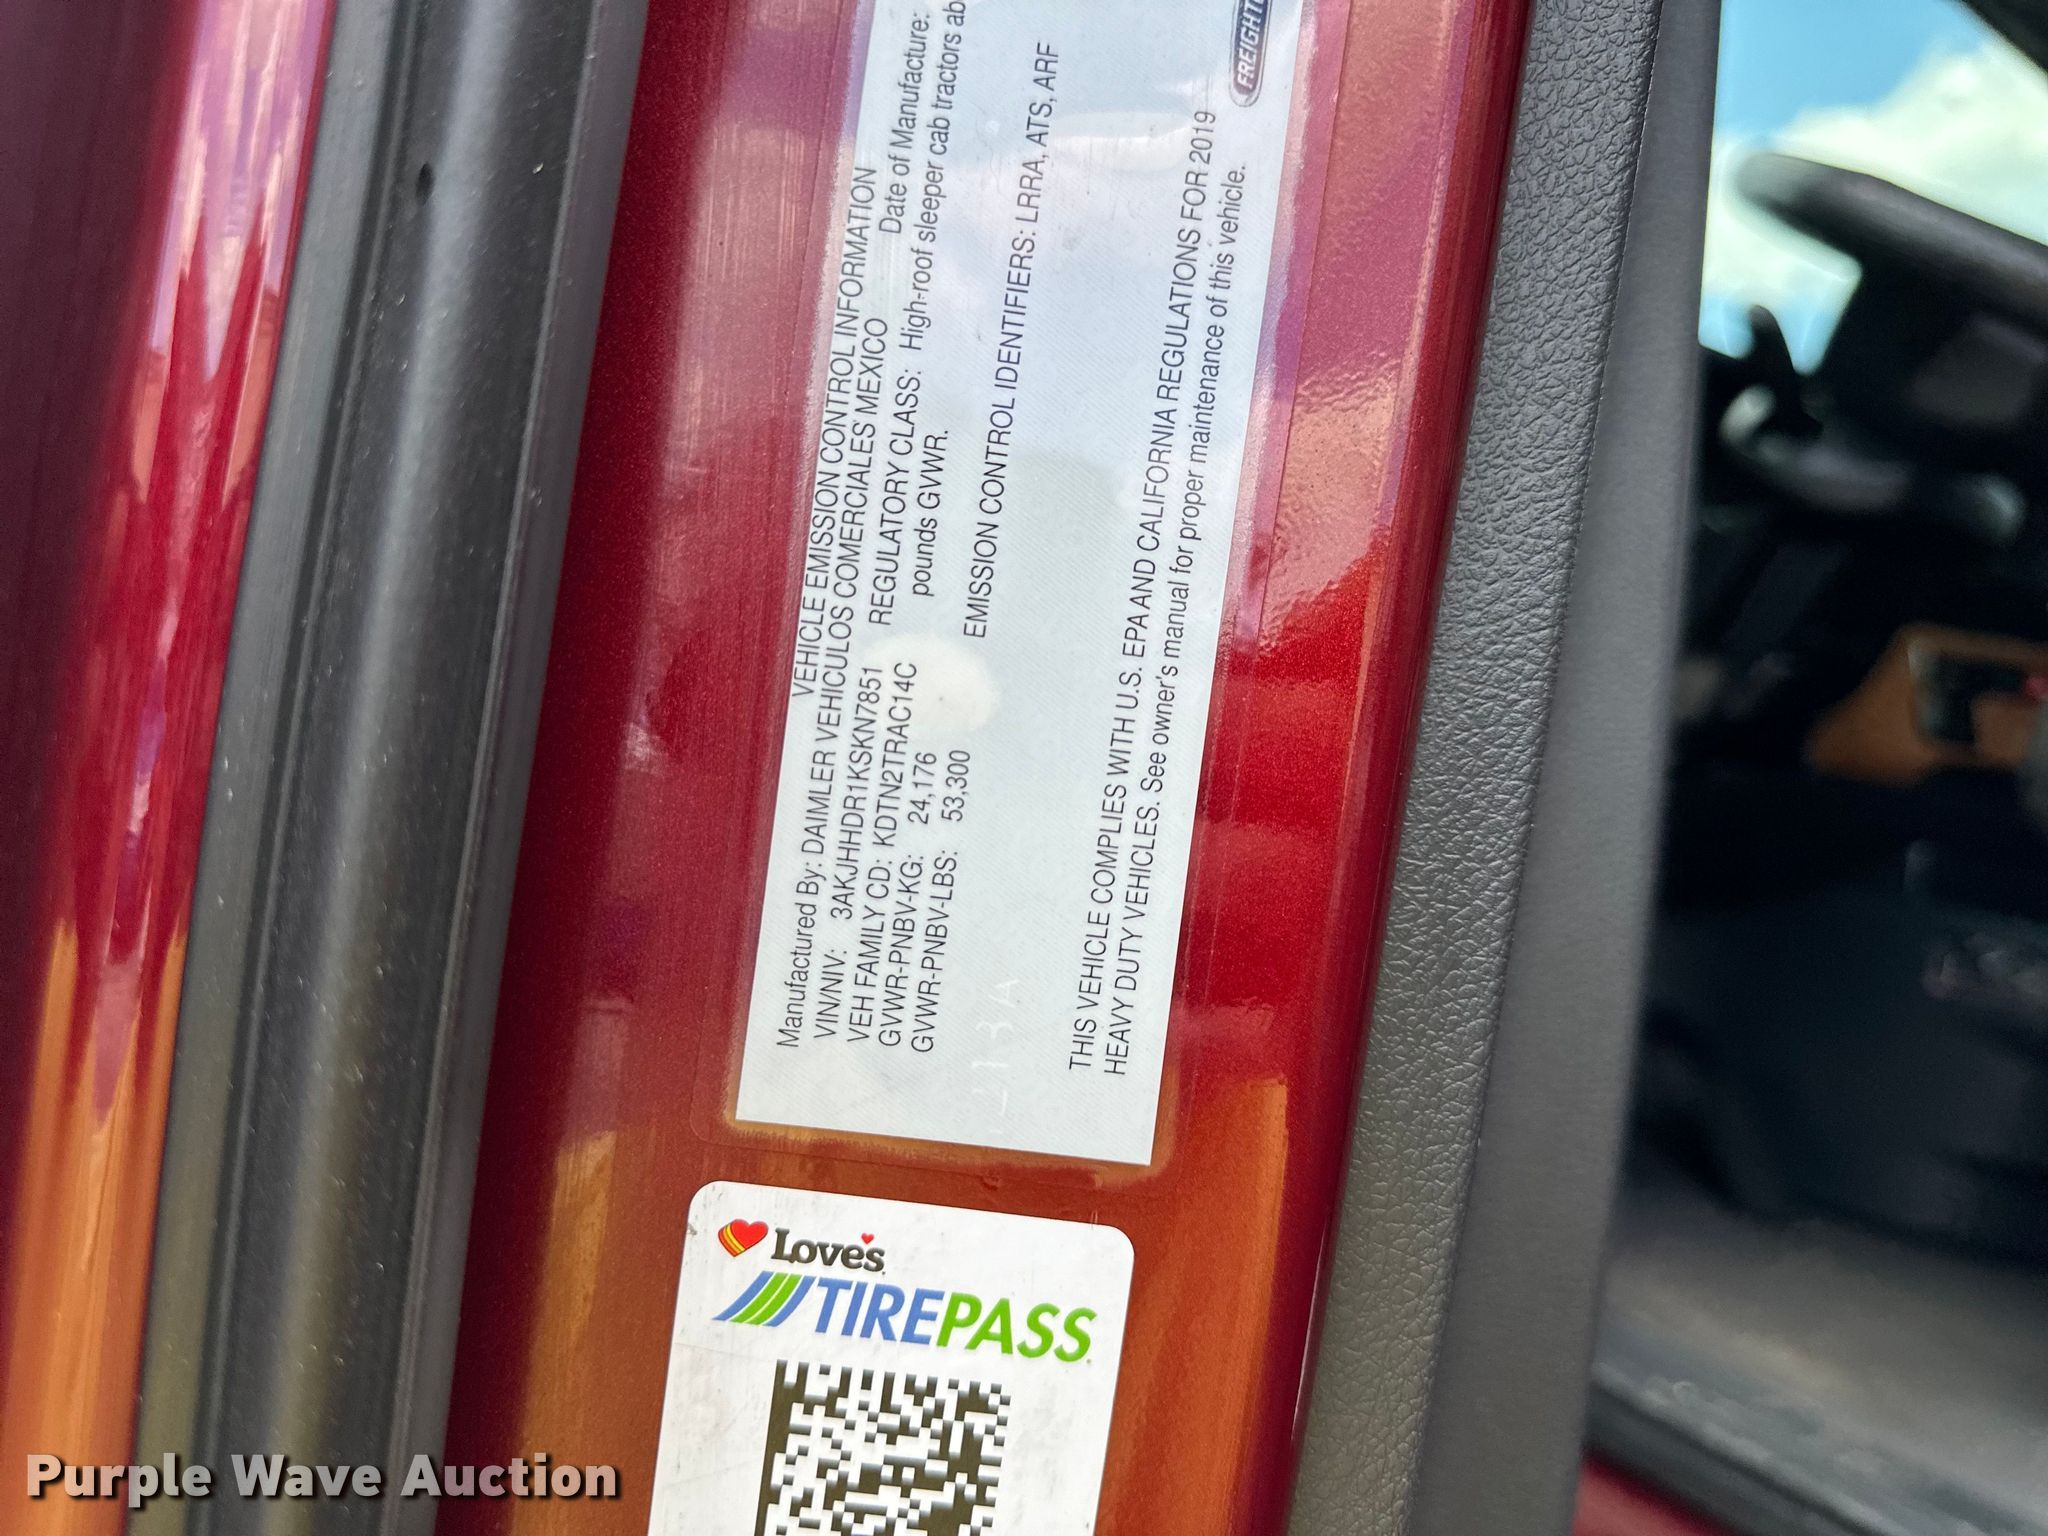 VEHICLE EMISSION CONTROL INFORMATION
Manufactured By: DAIMLER VEHICULOS COMERCIALES MEXICO Date of Manufacture:
VIN/NIV: 3AKJHHDR1KSKN7851 REGULATORY CLASS: High-roof sleeper cab tractors ab
VEH FAMILY CD: KDTN2TRAC14C pounds GVWR.
GVWR-PNBV-KG: 24,176
GVWR-PNBV-LBS: 53,300 EMISSION CONTROL IDENTIFIERS: LRRA, ATS, ARF
THIS VEHICLE COMPLIES WITH U.S. EPA AND CALIFORNIA REGULATIONS FOR 2019
HEAVY DUTY VEHICLES. See owner's manual for proper maintenance of this vehicle.
FREIGHTL
Love's
TIREPASS
Purple Wave Auction